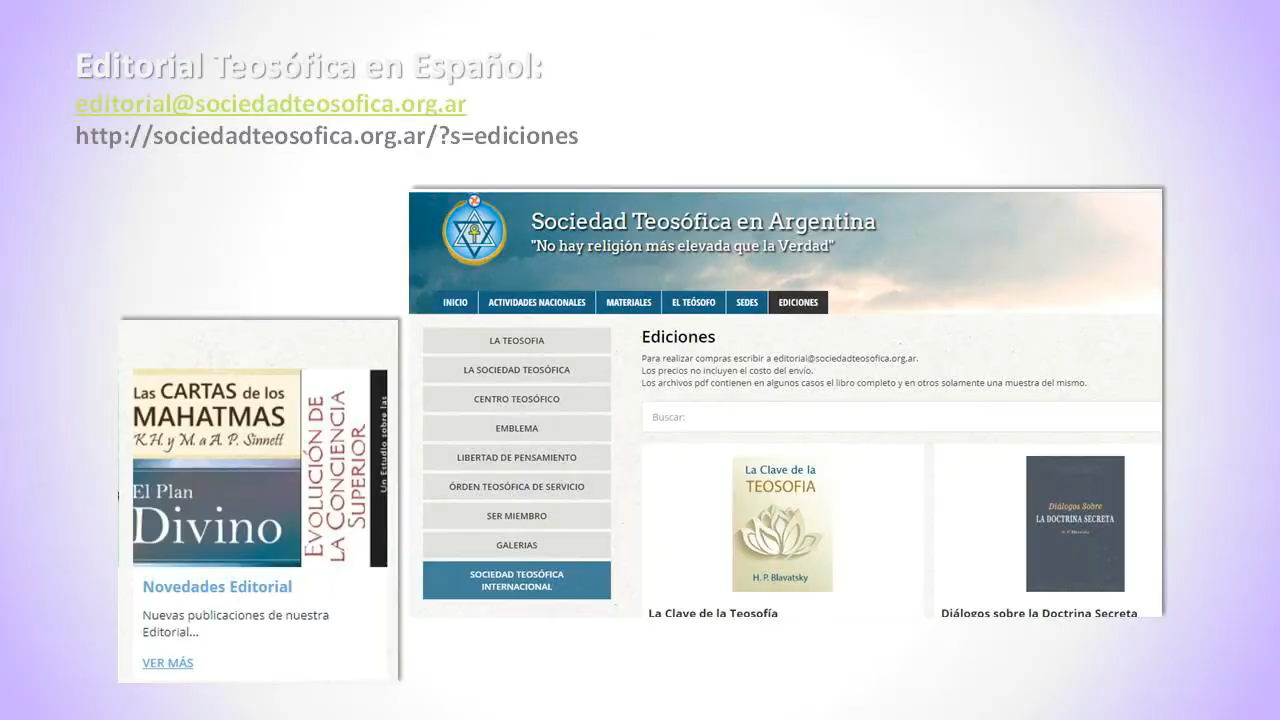 Editorial Teosófica en Español:
editorial@sociedadteosofica.org.ar
http://sociedadteosofica.org.ar/?s=ediciones
Sociedad Teosófica en Argentina
"No hay religión más elevada que la Verdad"
INICIO
ACTIVIDADES NACIONALES
MATERIALES
EL TEÓSOFO
SEDES
EDICIONES
LA TEOSOFIA
LA SOCIEDAD TEOSÓFICA
CENTRO TEOSÓFICO
EMBLEMA
LIBERTAD DE PENSAMIENTO
ÓRDEN TEOSÓFICA DE SERVICIO
SER MIEMBRO
GALERIAS
SOCIEDAD TEOSÓFICA
INTERNACIONAL
Ediciones
Para realizar compras escribir a editorial@sociedadteosofica.org.ar.
Los precios no incluyen el costo del envío.
Los archivos pdf contienen en algunos casos el libro completo y en otros solamente una muestra del mismo.
Buscar:
La Clave de la
TEOSOFIA
H. P. Blavatsky
La Clave de la Teosofía
Diálogos Sobre
LA DOCTRINA SECRETA
H. P. Blavatsky
Diálogos sobre la Doctrina Secreta
Las CARTAS de los
MAHATMAS
K.H. y M. a A. P. Sinnett
El Plan
Divino
EVOLUCIÓN DE
LA CONCIENCIA
SUPERIOR
Un Estudio sobre las
Novedades Editorial
Nuevas publicaciones de nuestra
Editorial...
VER MÁS